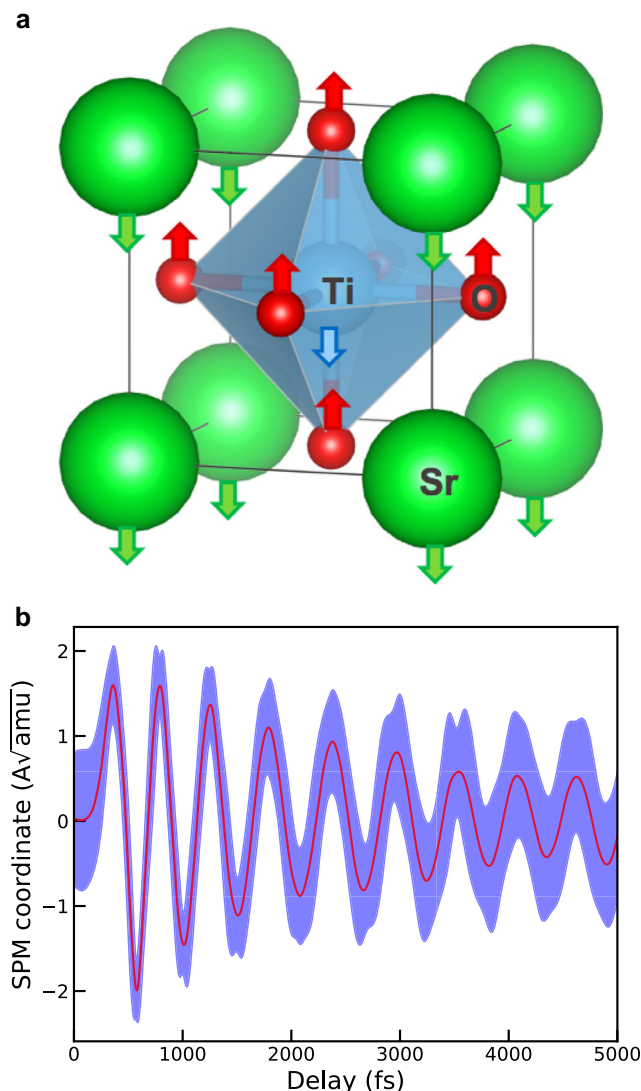 a
Ti
O
Sr
b
SPM coordinate (A√amu)
2
1
0
−1
−2
0 1000 2000 3000 4000 5000
Delay (fs)